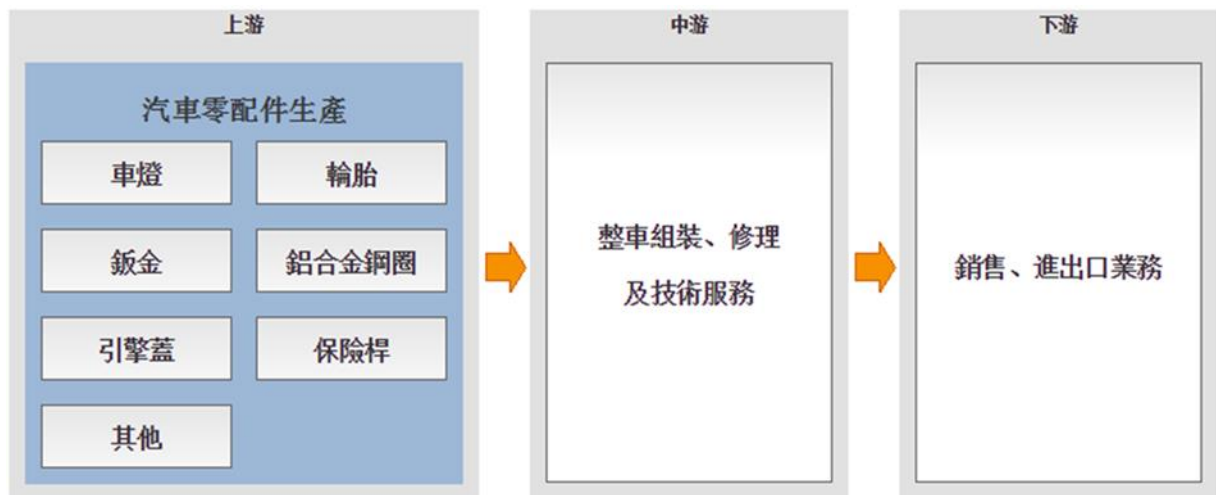 上游
汽車零配件生產
車燈
輪胎
鈑金
鋁合金鋼圈
引擎蓋
保險桿
其他
中游
整車組裝、修理
及技術服務
下游
銷售、進出口業務